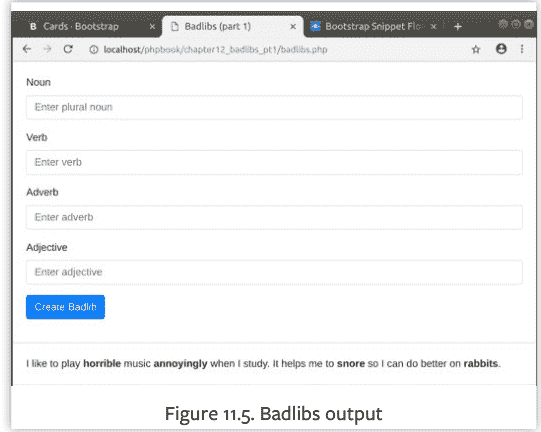 B Cards · Bootstrap × Badlibs (part 1) × Bootstrap Snippet Flo × +
localhost/phpbook/chapter12_badlibs_pt1/badlibs.php
Noun
Enter plural noun
Verb
Enter verb
Adverb
Enter adverb
Adjective
Enter adjective
Create Badlib
I like to play horrible music annoyingly when I study. It helps me to snore so I can do better on rabbits.
Figure 11.5. Badlibs output